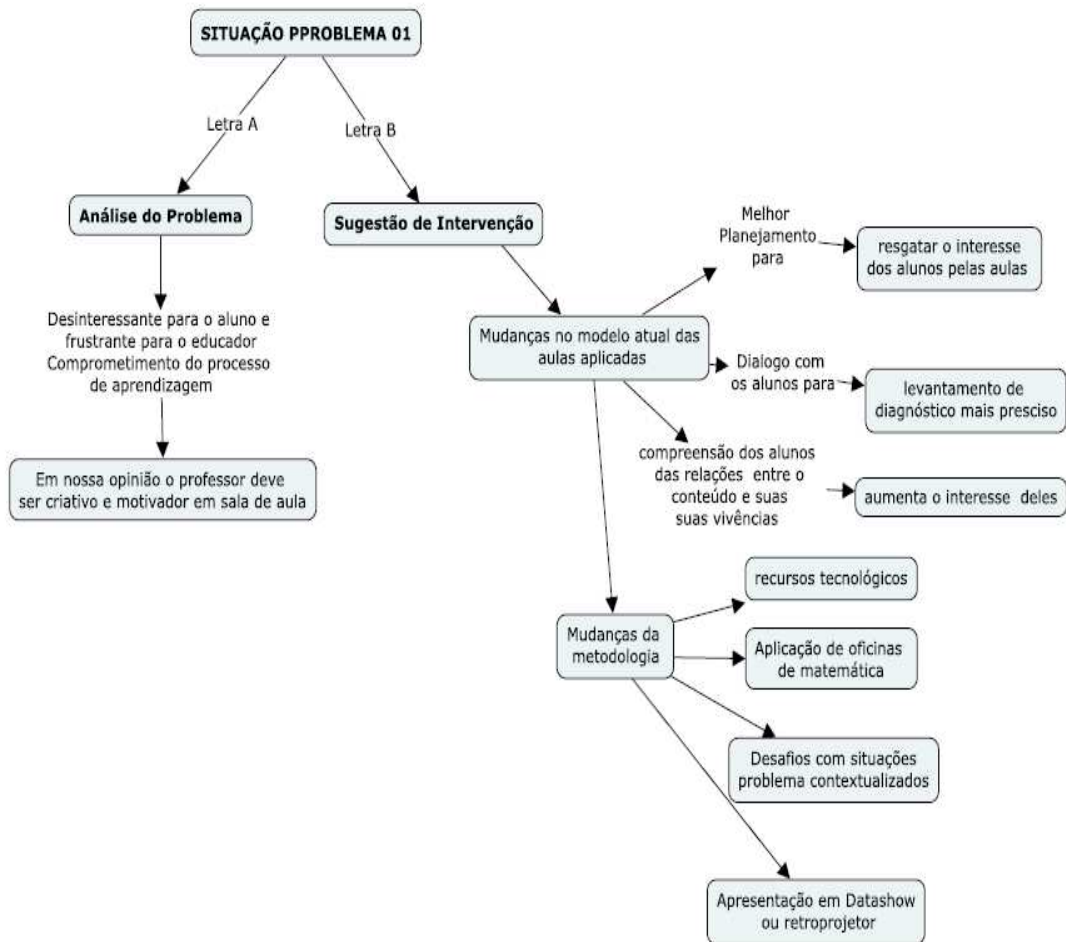 SITUAÇÃO PPROBLEMA 01
Letra A
Letra B
Análise do Problema
Sugestão de Intervenção
Desinteressante para o aluno e
frustrante para o educador
Comprometimento do processo
de aprendizagem
Em nossa opinião o professor deve
ser criativo e motivador em sala de aula
Melhor
Planejamento
para
resgatar o interesse
dos alunos pelas aulas
Mudanças no modelo atual das
aulas aplicadas
Dialogo com
os alunos para
levantamento de
diagnóstico mais presciso
compreensão dos alunos
das relações entre o
conteúdo e suas
suas vivências
aumenta o interesse deles
Mudanças da
metodologia
recursos tecnológicos
Aplicação de oficinas
de matemática
Desafios com situações
problema contextualizados
Apresentação em Datashow
ou retroprojetor